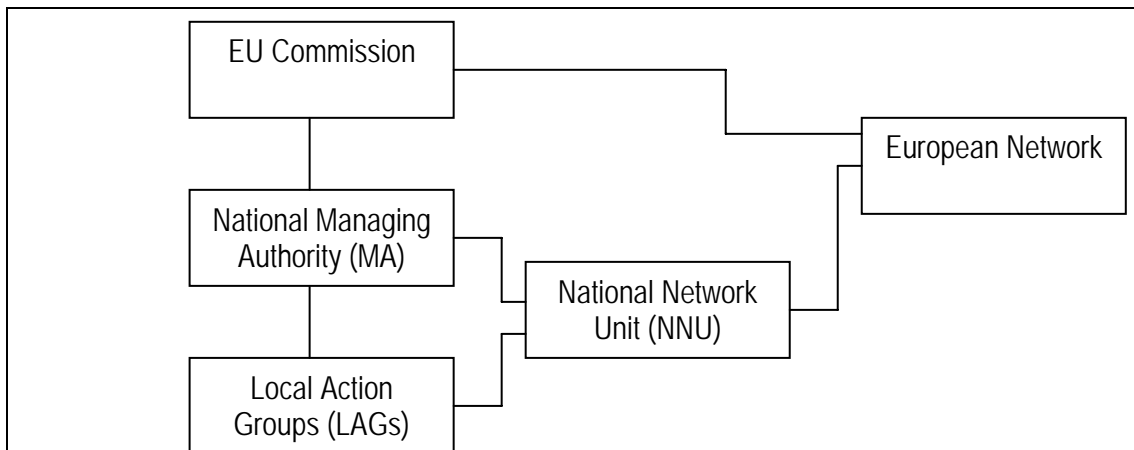 EU Commission
European Network
National Managing
Authority (MA)
National Network
Unit (NNU)
Local Action
Groups (LAGs)